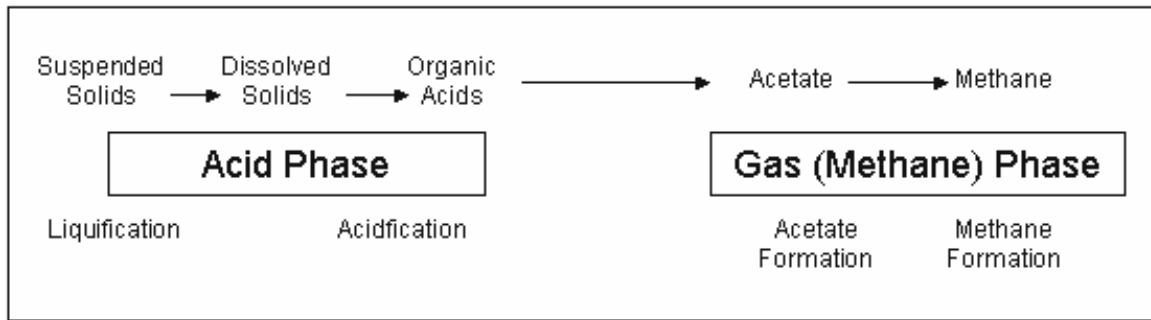 Suspended
Solids
Dissolved
Solids
Organic
Acids
Acetate
Methane
Acid Phase
Gas (Methane) Phase
Liquification
Acidfication
Acetate
Formation
Methane
Formation